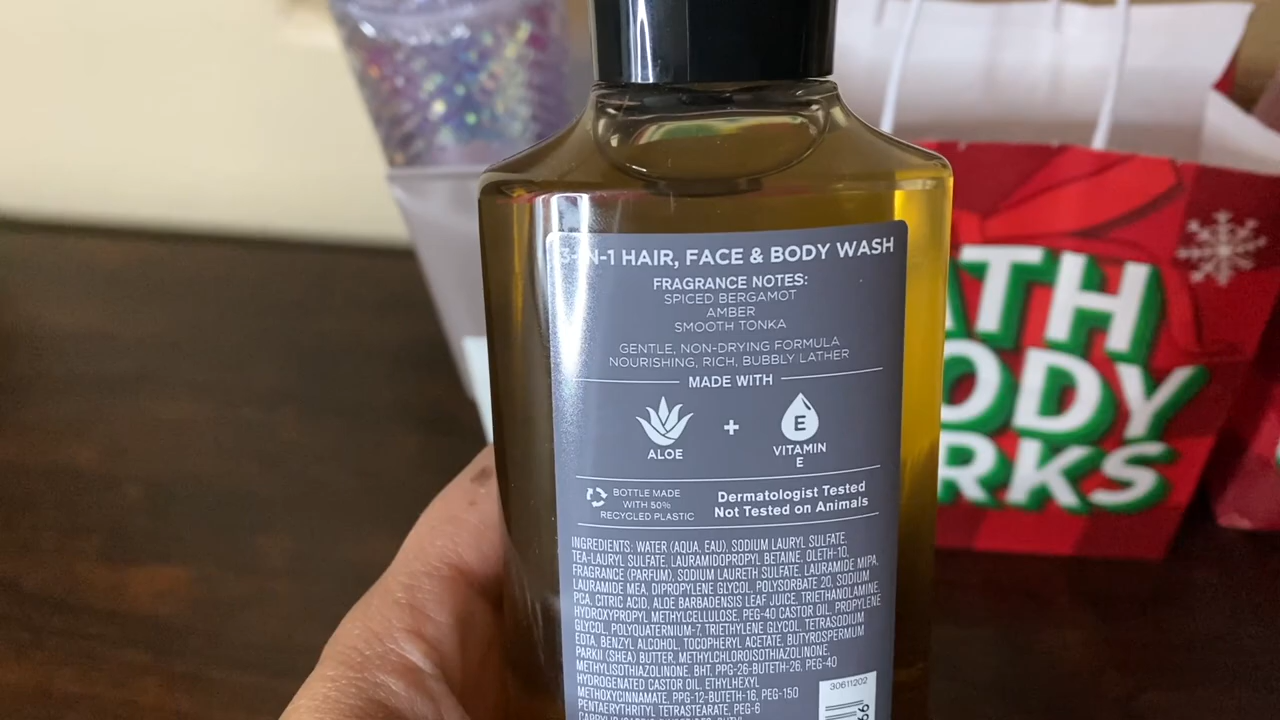 3-IN-1 HAIR, FACE & BODY WASH
FRAGRANCE NOTES:
SPICED BERGAMOT
AMBER
SMOOTH TONKA
GENTLE, NON-DRYING FORMULA
NOURISHING, RICH, BUBBLY LATHER
MADE WITH
ALOE
+
E
VITAMIN
E
BOTTLE MADE
WITH 50%
RECYCLED PLASTIC
Dermatologist Tested
Not Tested on Animals
INGREDIENTS: WATER (AQUA, EAU), SODIUM LAURYL SULFATE,
TEA-LAURYL SULFATE, LAURAMIDOPROPYL BETAINE, OLETH-10,
FRAGRANCE (PARFUM), SODIUM LAURETH SULFATE, LAURAMIDE MIPA,
LAURAMIDE MEA, DIPROPYLENE GLYCOL, POLYSORBATE 20, SODIUM
PCA, CITRIC ACID, ALOE BARBADENSIS LEAF JUICE, TRIETHANOLAMINE,
HYDROXYPROPYL METHYLCELLULOSE, PEG-40 CASTOR OIL, PROPYLENE
GLYCOL, POLYQUATERNIUM-7, TRIETHYLENE GLYCOL, TETRASODIUM
EDTA, BENZYL ALCOHOL, TOCOPHERYL ACETATE, BUTYROSPERMUM
PARKII (SHEA) BUTTER, METHYLCHLOROISOTHIAZOLINONE,
METHYLISOTHIAZOLINONE, BHT, PPG-26-BUTETH-26, PEG-40
HYDROGENATED CASTOR OIL, ETHYLHEXYL
METHOXYCINNAMATE, PPG-12-BUTETH-16, PEG-150
PENTAERYTHRITYL TETRASTEARATE, PEG-6
30611202
ATH
ODY
RKS